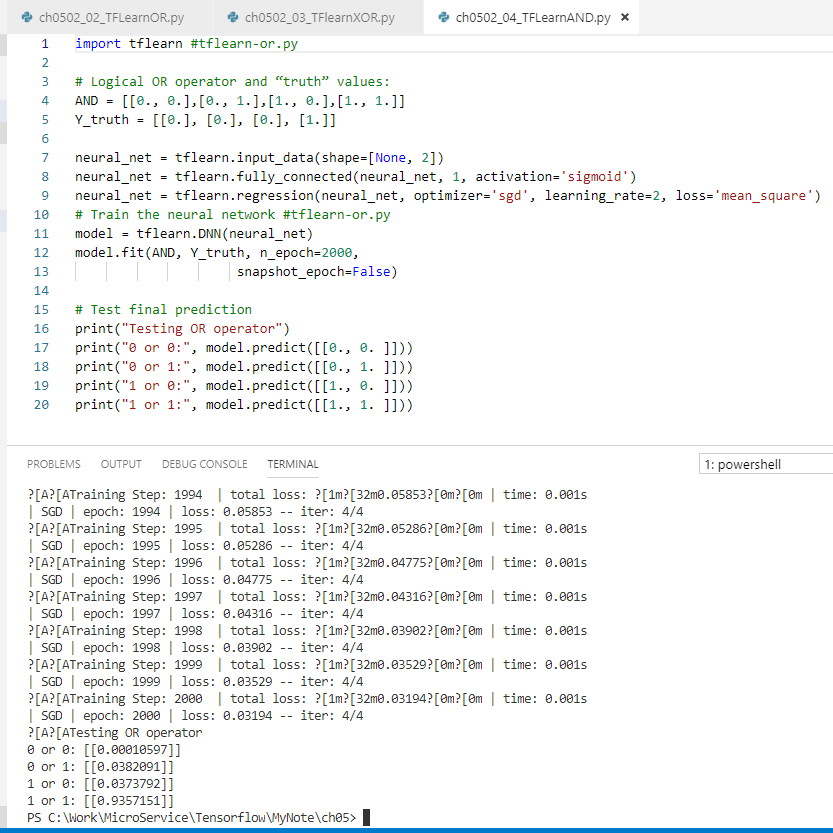 ch0502_02_TFLearnOR.py ch0502_03_TFlearnXOR.py ch0502_04_TFLearnAND.py ×
1 import tflearn #tflearn-or.py
2
3 # Logical OR operator and “truth” values:
4 AND = [[0., 0.],[0., 1.],[1., 0.],[1., 1.]]
5 Y_truth = [[0.], [0.], [0.], [1.]]
6
7 neural_net = tflearn.input_data(shape=[None, 2])
8 neural_net = tflearn.fully_connected(neural_net, 1, activation='sigmoid')
9 neural_net = tflearn.regression(neural_net, optimizer='sgd', learning_rate=2, loss='mean_square')
10 # Train the neural network #tflearn-or.py
11 model = tflearn.DNN(neural_net)
12 model.fit(AND, Y_truth, n_epoch=2000,
13 snapshot_epoch=False)
14
15 # Test final prediction
16 print("Testing OR operator")
17 print("0 or 0:", model.predict([[0., 0. ]]))
18 print("0 or 1:", model.predict([[0., 1. ]]))
19 print("1 or 0:", model.predict([[1., 0. ]]))
20 print("1 or 1:", model.predict([[1., 1. ]]))
PROBLEMS OUTPUT DEBUG CONSOLE TERMINAL 1: powershell
?[A?[ATraining Step: 1994 | total loss: ?[1m?[32m0.05853?[0m?[0m | time: 0.001s
| SGD | epoch: 1994 | loss: 0.05853 -- iter: 4/4
?[A?[ATraining Step: 1995 | total loss: ?[1m?[32m0.05286?[0m?[0m | time: 0.001s
| SGD | epoch: 1995 | loss: 0.05286 -- iter: 4/4
?[A?[ATraining Step: 1996 | total loss: ?[1m?[32m0.04775?[0m?[0m | time: 0.001s
| SGD | epoch: 1996 | loss: 0.04775 -- iter: 4/4
?[A?[ATraining Step: 1997 | total loss: ?[1m?[32m0.04316?[0m?[0m | time: 0.001s
| SGD | epoch: 1997 | loss: 0.04316 -- iter: 4/4
?[A?[ATraining Step: 1998 | total loss: ?[1m?[32m0.03902?[0m?[0m | time: 0.001s
| SGD | epoch: 1998 | loss: 0.03902 -- iter: 4/4
?[A?[ATraining Step: 1999 | total loss: ?[1m?[32m0.03529?[0m?[0m | time: 0.001s
| SGD | epoch: 1999 | loss: 0.03529 -- iter: 4/4
?[A?[ATraining Step: 2000 | total loss: ?[1m?[32m0.03194?[0m?[0m | time: 0.001s
| SGD | epoch: 2000 | loss: 0.03194 -- iter: 4/4
?[A?[ATesting OR operator
0 or 0: [[0.00010597]]
0 or 1: [[0.0382091]]
1 or 0: [[0.0373792]]
1 or 1: [[0.9357151]]
PS C:\Work\MicroService\Tensorflow\MyNote\ch05>